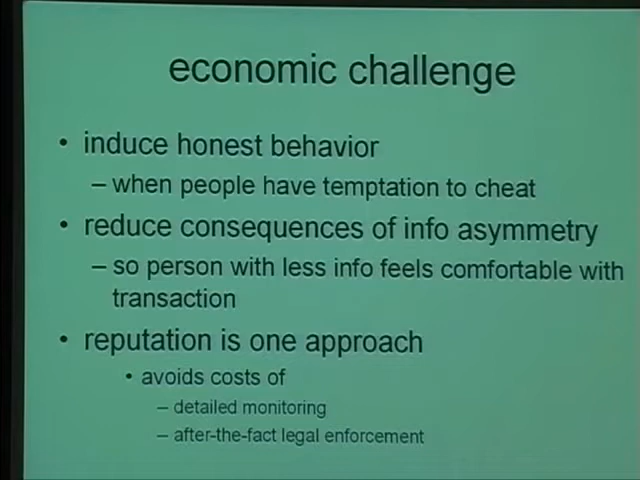 economic challenge
• induce honest behavior
– when people have temptation to cheat
• reduce consequences of info asymmetry
– so person with less info feels comfortable with
transaction
• reputation is one approach
• avoids costs of
– detailed monitoring
– after-the-fact legal enforcement